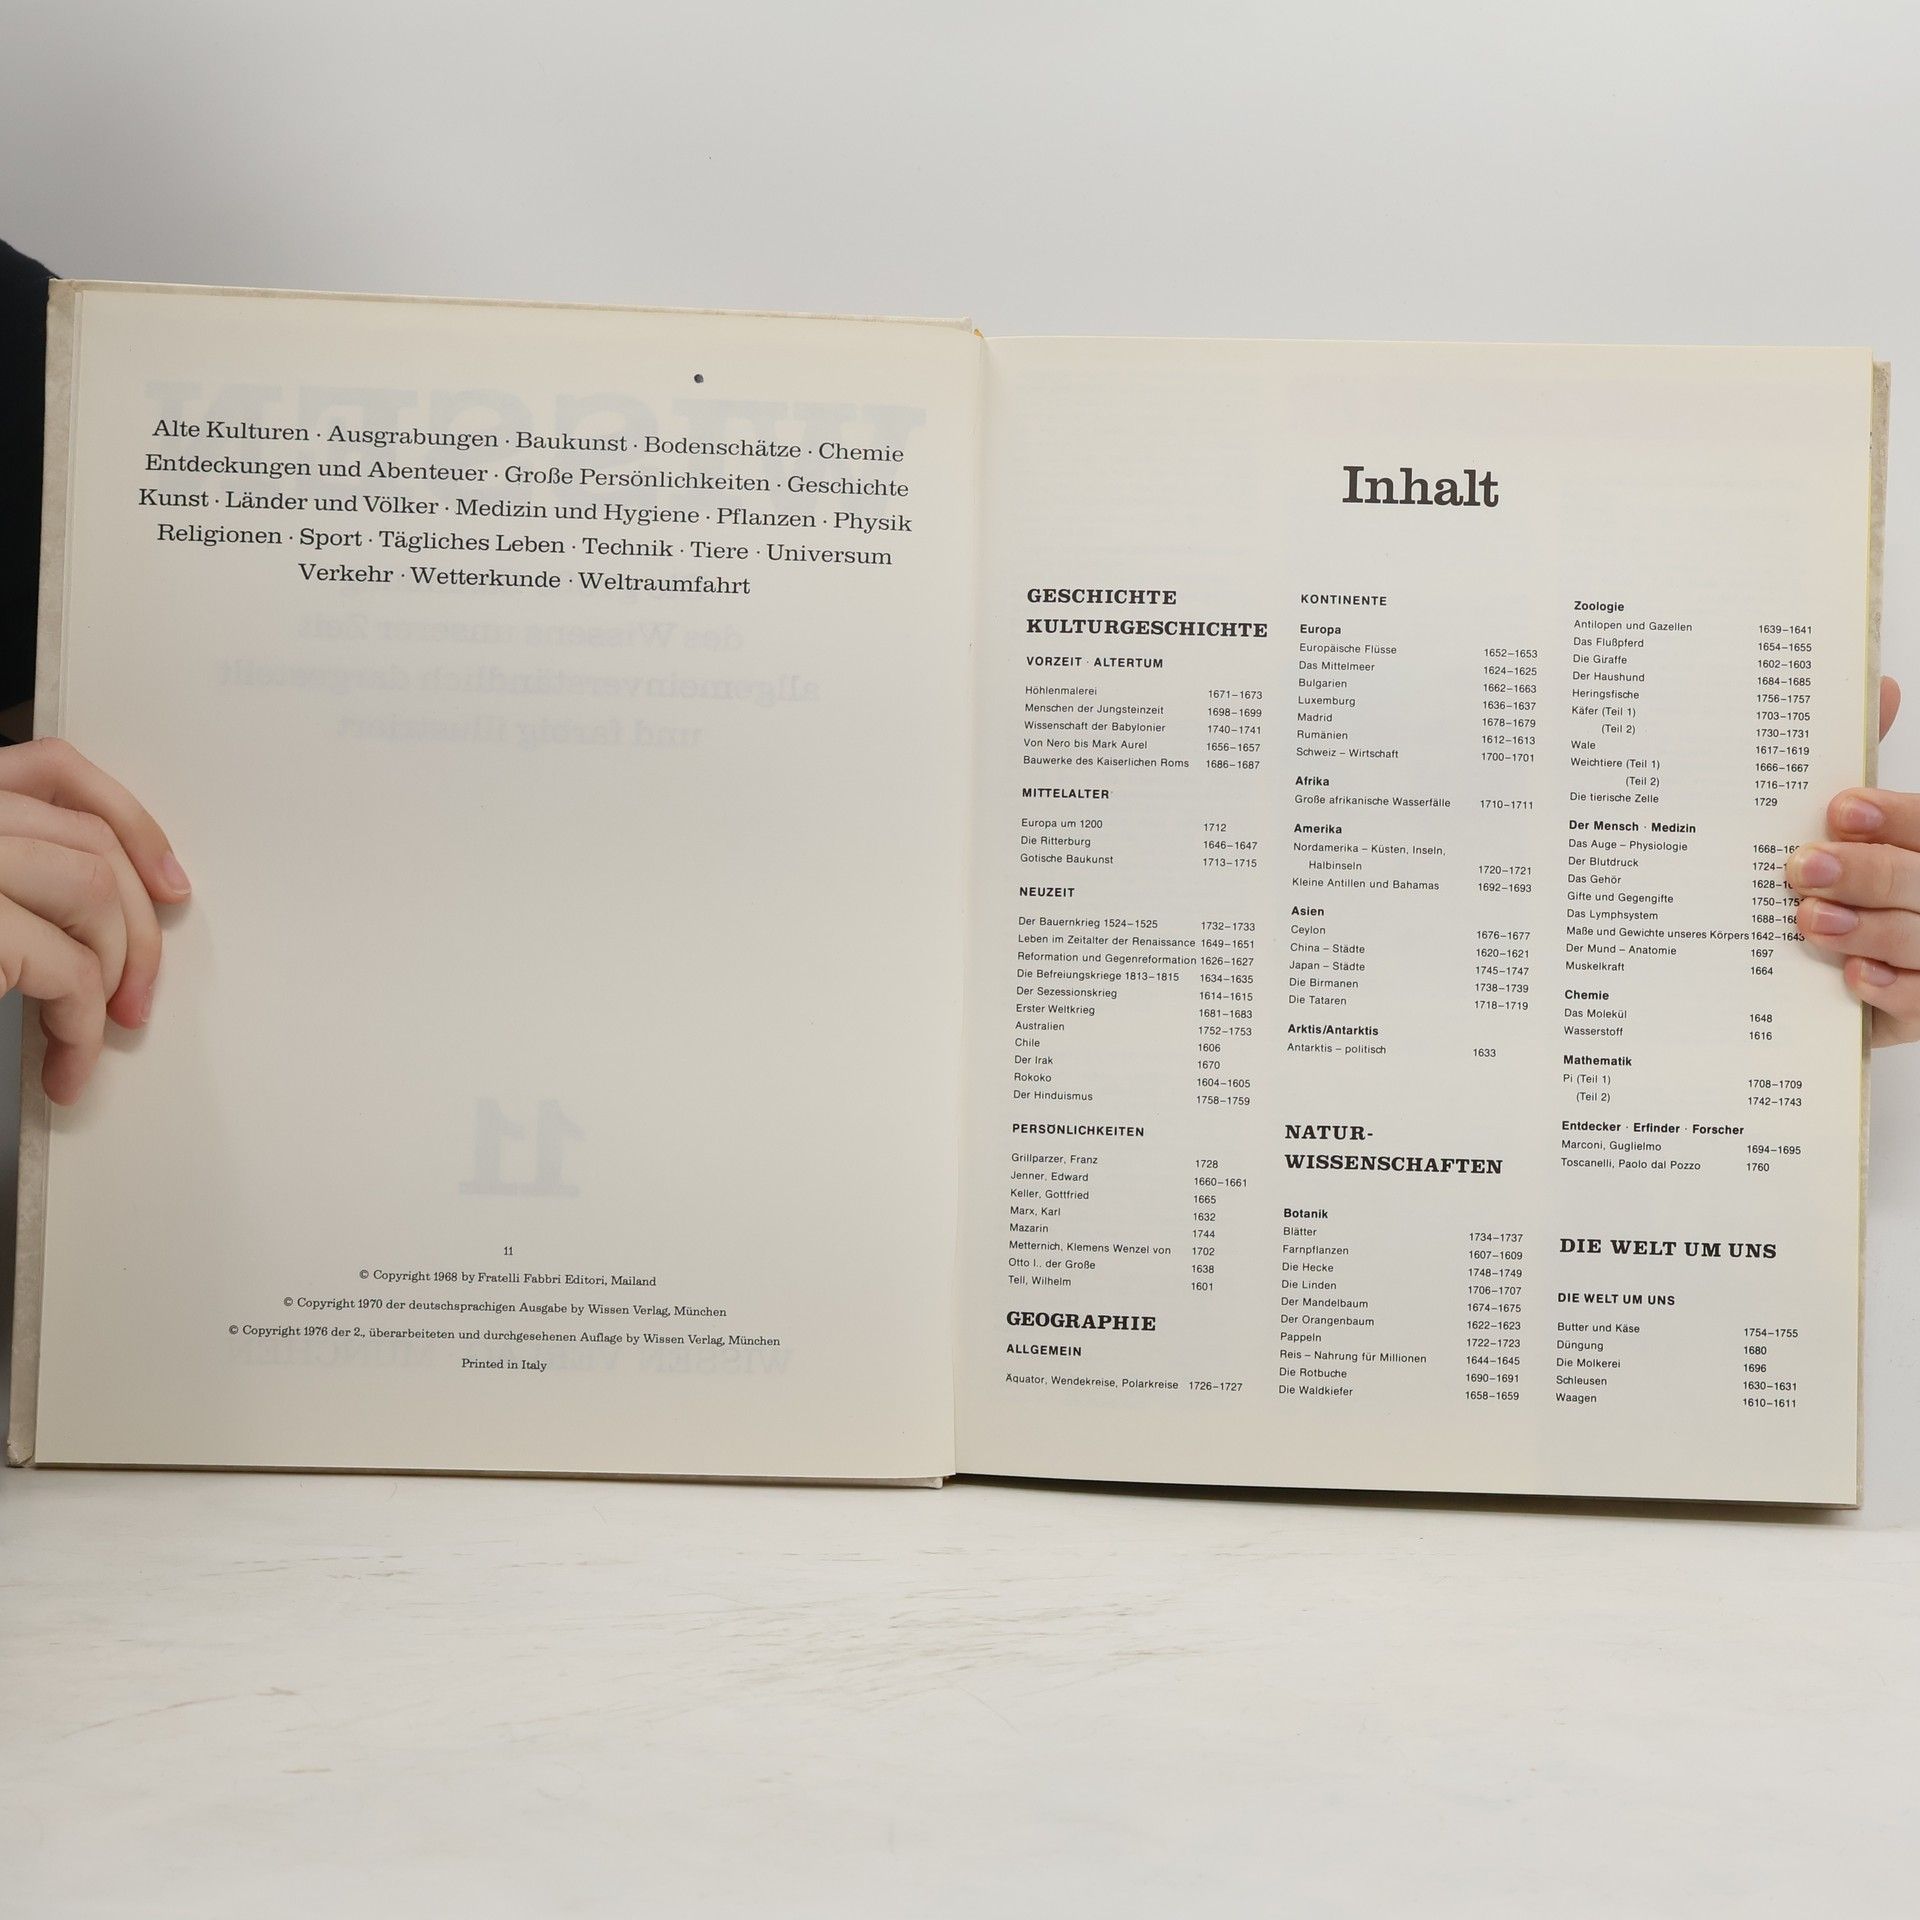 Alte Kulturen · Ausgrabungen · Baukunst · Bodenschätze · Chemie
Entdeckungen und Abenteuer · Große Persönlichkeiten · Geschichte
Kunst · Länder und Völker · Medizin und Hygiene · Pflanzen · Physik
Religionen · Sport · Tägliches Leben · Technik · Tiere · Universum
Verkehr · Wetterkunde · Weltraumfahrt
11
© Copyright 1968 by Fratelli Fabbri Editori, Mailand
© Copyright 1970 der deutschsprachigen Ausgabe by Wissen Verlag, München
© Copyright 1976 der 2., überarbeiteten und durchgesehenen Auflage by Wissen Verlag, München
Printed in Italy
Inhalt
GESCHICHTE
KULTURGESCHICHTE
VORZEIT · ALTERTUM
Höhlenmalerei 1671–1673
Menschen der Jungsteinzeit 1698–1699
Wissenschaft der Babylonier 1740–1741
Von Nero bis Mark Aurel 1656–1657
Bauwerke des Kaiserlichen Roms 1686–1687
MITTELALTER
Europa um 1200 1712
Die Ritterburg 1646–1647
Gotische Baukunst 1713–1715
NEUZEIT
Der Bauernkrieg 1524–1525 1732–1733
Leben im Zeitalter der Renaissance 1649–1651
Reformation und Gegenreformation 1626–1627
Die Befreiungskriege 1813–1815 1634–1635
Der Sezessionskrieg 1614–1615
Erster Weltkrieg 1681–1683
Australien 1752–1753
Chile 1606
Der Irak 1670
Rokoko 1604–1605
Der Hinduismus 1758–1759
PERSÖNLICHKEITEN
Grillparzer, Franz 1728
Jenner, Edward 1660–1661
Keller, Gottfried 1665
Marx, Karl 1632
Mazarin 1744
Metternich, Klemens Wenzel von 1702
Otto I., der Große 1638
Tell, Wilhelm 1601
GEOGRAPHIE
ALLGEMEIN
Äquator, Wendekreise, Polarkreise 1726–1727
KONTINENTE
Europa
Europäische Flüsse 1652–1653
Das Mittelmeer 1624–1625
Bulgarien 1662–1663
Luxemburg 1636–1637
Madrid 1678–1679
Rumänien 1612–1613
Schweiz – Wirtschaft 1700–1701
Afrika
Große afrikanische Wasserfälle 1710–1711
Amerika
Nordamerika – Küsten, Inseln,
Halbinseln 1720–1721
Kleine Antillen und Bahamas 1692–1693
Asien
Ceylon 1676–1677
China – Städte 1620–1621
Japan – Städte 1745–1747
Die Birmanen 1738–1739
Die Tataren 1718–1719
Arktis/Antarktis
Antarktis – politisch 1633
NATUR-
WISSENSCHAFTEN
Botanik
Blätter 1734–1737
Farnpflanzen 1607–1609
Die Hecke 1748–1749
Die Linden 1706–1707
Der Mandelbaum 1674–1675
Der Orangenbaum 1622–1623
Pappeln 1722–1723
Reis – Nahrung für Millionen 1644–1645
Die Rotbuche 1690–1691
Die Waldkiefer 1658–1659
Zoologie
Antilopen und Gazellen 1639–1641
Das Flußpferd 1654–1655
Die Giraffe 1602–1603
Der Haushund 1684–1685
Heringsfische 1756–1757
Käfer (Teil 1) 1703–1705
(Teil 2) 1730–1731
Wale 1617–1619
Weichtiere (Teil 1) 1666–1667
(Teil 2) 1716–1717
Die tierische Zelle 1729
Der Mensch · Medizin
Das Auge – Physiologie 1668–
Der Blutdruck 1724–
Das Gehör 1628–
Gifte und Gegengifte 1750–
Das Lymphsystem 1688–
Maße und Gewichte unseres Körpers 1642–1643
Der Mund – Anatomie 1697
Muskelkraft 1664
Chemie
Das Molekül 1648
Wasserstoff 1616
Mathematik
Pi (Teil 1) 1708–1709
(Teil 2) 1742–1743
Entdecker · Erfinder · Forscher
Marconi, Guglielmo 1694–1695
Toscanelli, Paolo dal Pozzo 1760
DIE WELT UM UNS
DIE WELT UM UNS
Butter und Käse 1754–1755
Düngung 1680
Die Molkerei 1696
Schleusen 1630–1631
Waagen 1610–1611